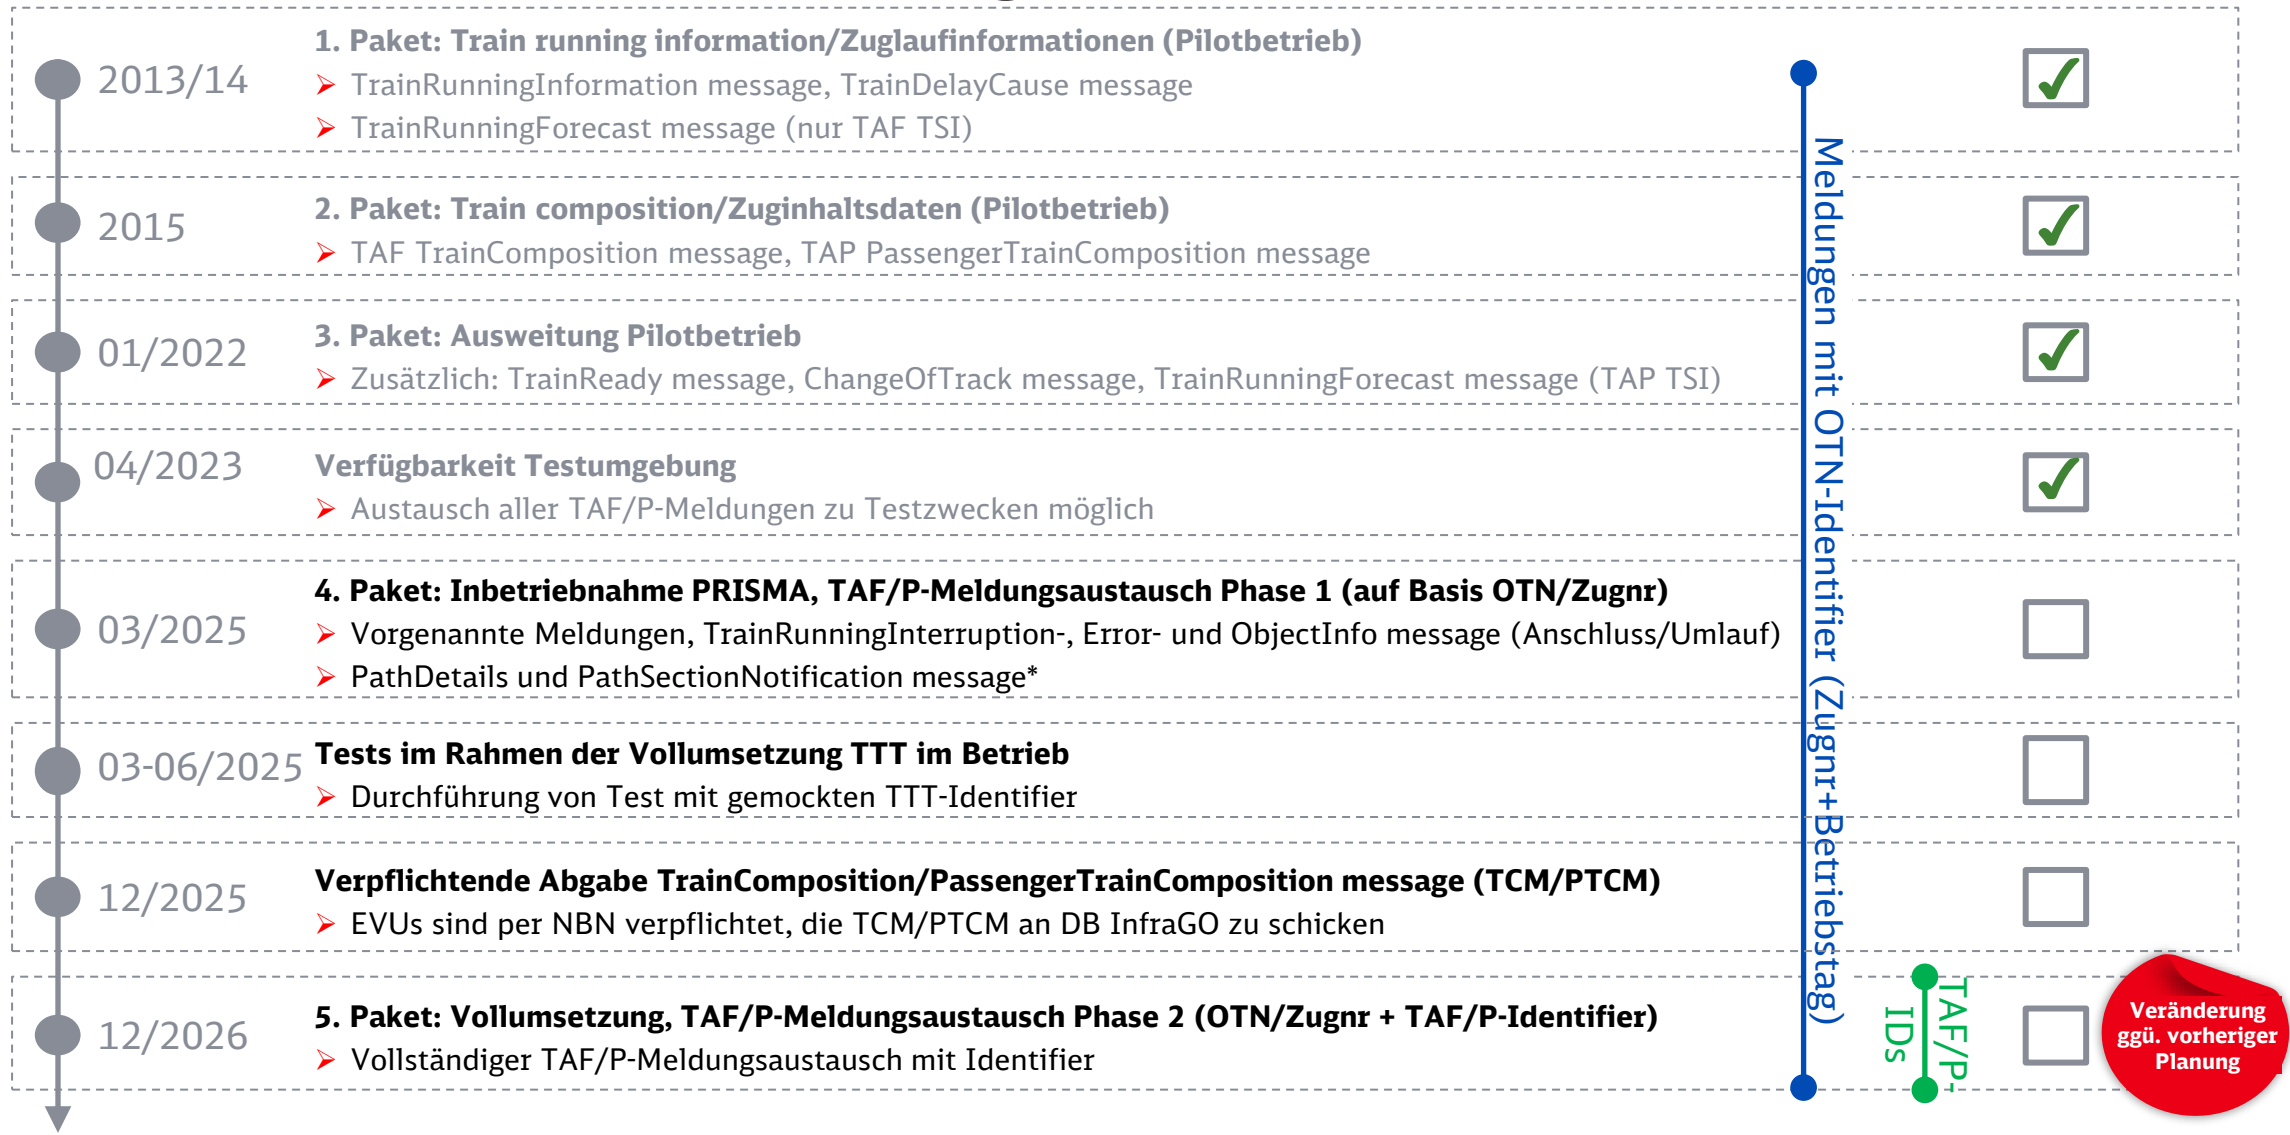 1. Paket: Train running information/Zuglaufinformationen (Pilotbetrieb)
2013/14
TrainRunningInformation message, TrainDelayCause message
TrainRunningForecast message (nur TAF TSI)
2. Paket: Train composition/Zuginhaltsdaten (Pilotbetrieb)
2015
TAF TrainComposition message, TAP PassengerTrainComposition message
3. Paket: Ausweitung Pilotbetrieb
01/2022
Zusätzlich: TrainReady message, ChangeOfTrack message, TrainRunningForecast message (TAP TSI)
04/2023
Verfügbarkeit Testumgebung
Austausch aller TAF/P-Meldungen zu Testzwecken möglich
4. Paket: Inbetriebnahme PRISMA, TAF/P-Meldungsaustausch Phase 1 (auf Basis OTN/Zugnr)
03/2025
Vorgenannte Meldungen, TrainRunningInterruption-, Error- und ObjectInfo message (Anschluss/Umlauf)
PathDetails und PathSectionNotification message*
03-06/2025
Tests im Rahmen der Vollumsetzung TTT im Betrieb
Durchführung von Test mit gemockten TTT-Identifier
Verpflichtende Abgabe TrainComposition/PassengerTrainComposition message (TCM/PTCM)
12/2025
EVUs sind per NBN verpflichtet, die TCM/PTCM an DB InfraGO zu schicken
5. Paket: Vollumsetzung, TAF/P-Meldungsaustausch Phase 2 (OTN/Zugnr + TAF/P-Identifier)
12/2026
Vollständiger TAF/P-Meldungsaustausch mit Identifier
Meldungen mit OTN-Identifier (Zugnr+Betriebstag)
TAF/P-
IDs
Veränderung
ggü. vorheriger
Planung